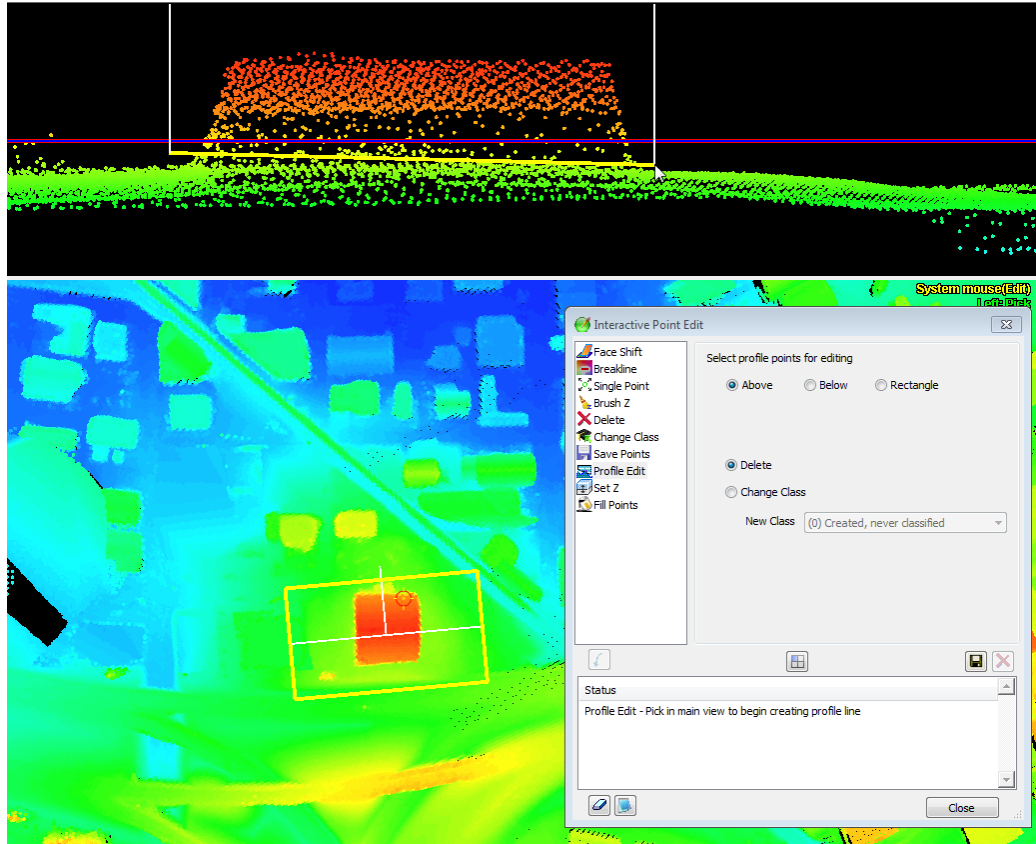 System mouse(Edit)
Left: Pick
Interactive Point Edit
Face Shift
Breakline
Single Point
Brush Z
Delete
Change Class
Save Points
Profile Edit
Set Z
Fill Points
Select profile points for editing
Above Below Rectangle
Delete
Change Class
New Class (0) Created, never classified
Status
Profile Edit - Pick in main view to begin creating profile line
Close